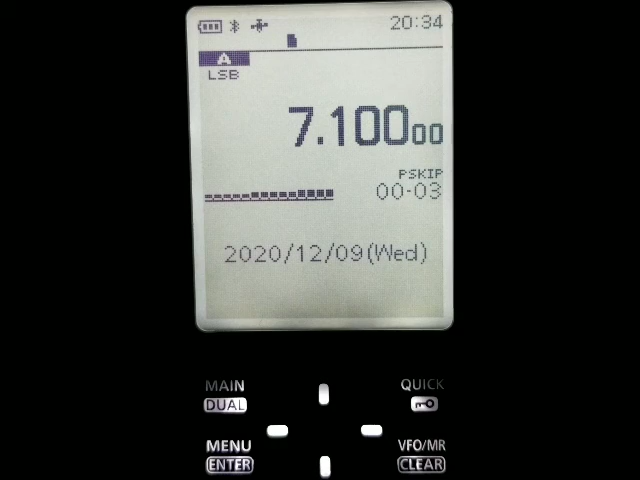 20:34
A
LSB
7.10000
PSKIP
00-03
2020/12/09(Wed)
MAIN QUICK
DUAL
MENU VFO/MR
ENTER CLEAR